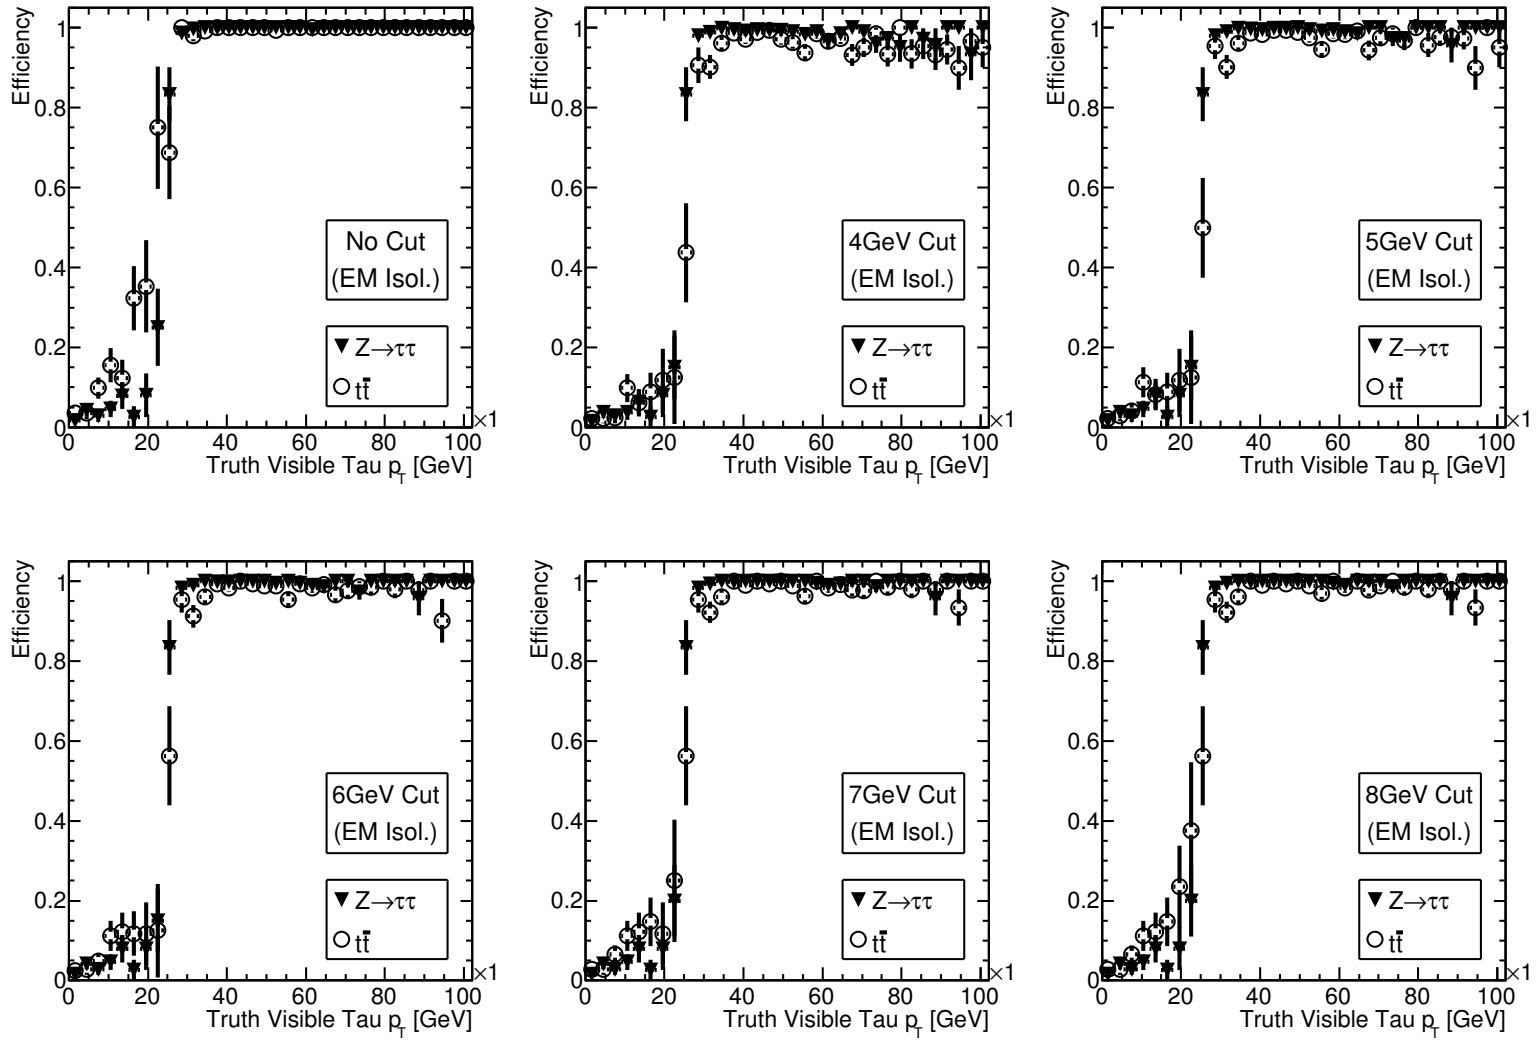 Efficiency
1
0.8
0.6
0.4
0.2
0
No Cut
(EM Isol.)
Z→ττ
tt̄
0 20 40 60 80 100
×1
Truth Visible Tau p_T [GeV]
Efficiency
1
0.8
0.6
0.4
0.2
0
4GeV Cut
(EM Isol.)
Z→ττ
tt̄
0 20 40 60 80 100
×1
Truth Visible Tau p_T [GeV]
Efficiency
1
0.8
0.6
0.4
0.2
0
5GeV Cut
(EM Isol.)
Z→ττ
tt̄
0 20 40 60 80 100
×1
Truth Visible Tau p_T [GeV]
Efficiency
1
0.8
0.6
0.4
0.2
0
6GeV Cut
(EM Isol.)
Z→ττ
tt̄
0 20 40 60 80 100
×1
Truth Visible Tau p_T [GeV]
Efficiency
1
0.8
0.6
0.4
0.2
0
7GeV Cut
(EM Isol.)
Z→ττ
tt̄
0 20 40 60 80 100
×1
Truth Visible Tau p_T [GeV]
Efficiency
1
0.8
0.6
0.4
0.2
0
8GeV Cut
(EM Isol.)
Z→ττ
tt̄
0 20 40 60 80 100
×1
Truth Visible Tau p_T [GeV]